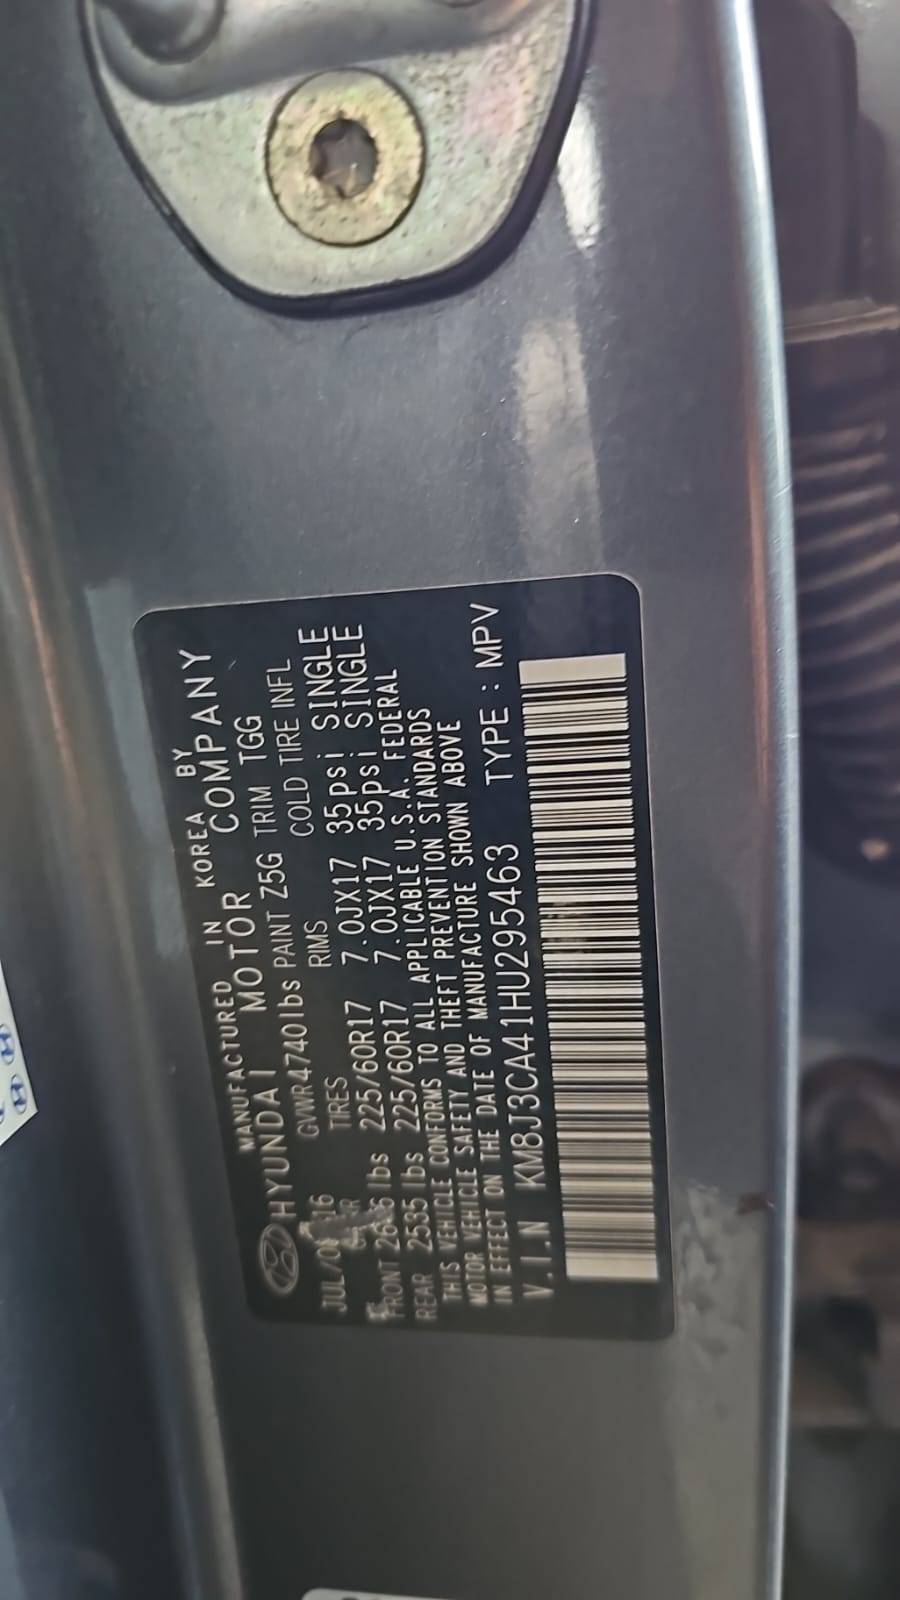 MANUFACTURED IN KOREA BY
HYUNDAI MOTOR COMPANY
GVWR 4740lbs PAINT Z5G TRIM TGG
TIRES RIMS COLD TIRE INFL
FRONT lbs 225/60R17 7.0JX17 35psi SINGLE
REAR 2535 lbs 225/60R17 7.0JX17 35psi SINGLE
THIS VEHICLE CONFORMS TO ALL APPLICABLE U.S.A. FEDERAL
MOTOR VEHICLE SAFETY AND THEFT PREVENTION STANDARDS
IN EFFECT ON THE DATE OF MANUFACTURE SHOWN ABOVE
V.I.N KM8J3CA41HU295463 TYPE : MPV